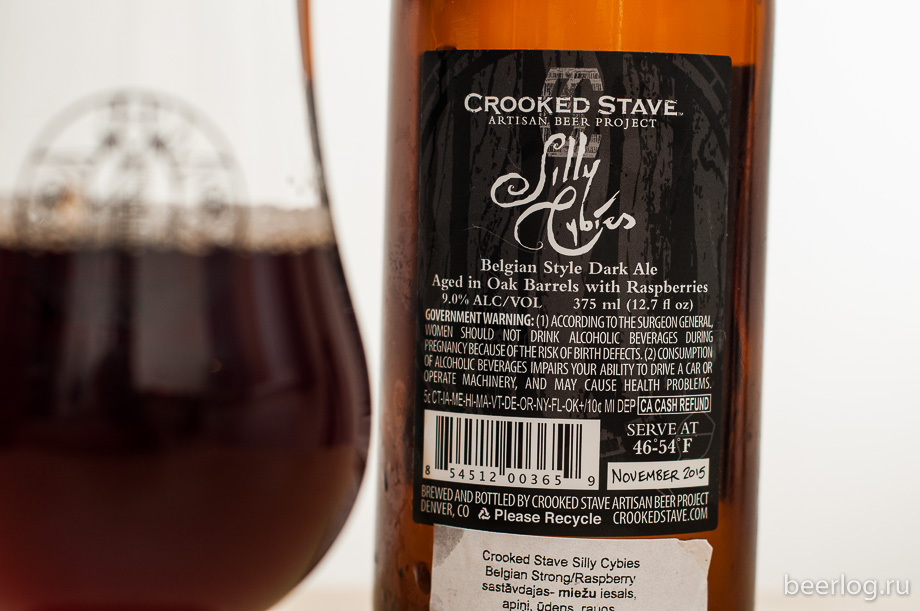 CROOKED STAVE™
ARTISAN BEER PROJECT
Silly
Cybies
Belgian Style Dark Ale
Aged in Oak Barrels with Raspberries
9.0% ALC/VOL 375 ml (12.7 fl oz)
GOVERNMENT WARNING: (1) ACCORDING TO THE SURGEON GENERAL,
WOMEN SHOULD NOT DRINK ALCOHOLIC BEVERAGES DURING
PREGNANCY BECAUSE OF THE RISK OF BIRTH DEFECTS. (2) CONSUMPTION
OF ALCOHOLIC BEVERAGES IMPAIRS YOUR ABILITY TO DRIVE A CAR OR
OPERATE MACHINERY, AND MAY CAUSE HEALTH PROBLEMS.
5¢ CT-IA-ME-HI-MA-VT-DE-OR-NY-FL-OK+/10¢ MI DEP CA CASH REFUND
SERVE AT
46°-54°F
8 54512 00365 9
NOVEMBER 2015
BREWED AND BOTTLED BY CROOKED STAVE ARTISAN BEER PROJECT
DENVER, CO Please Recycle CROOKEDSTAVE.COM
Crooked Stave Silly Cybies
Belgian Strong/Raspberry
sastāvdajas- miežu iesals,
apiņi, ūdens, raugs
beerlog.ru